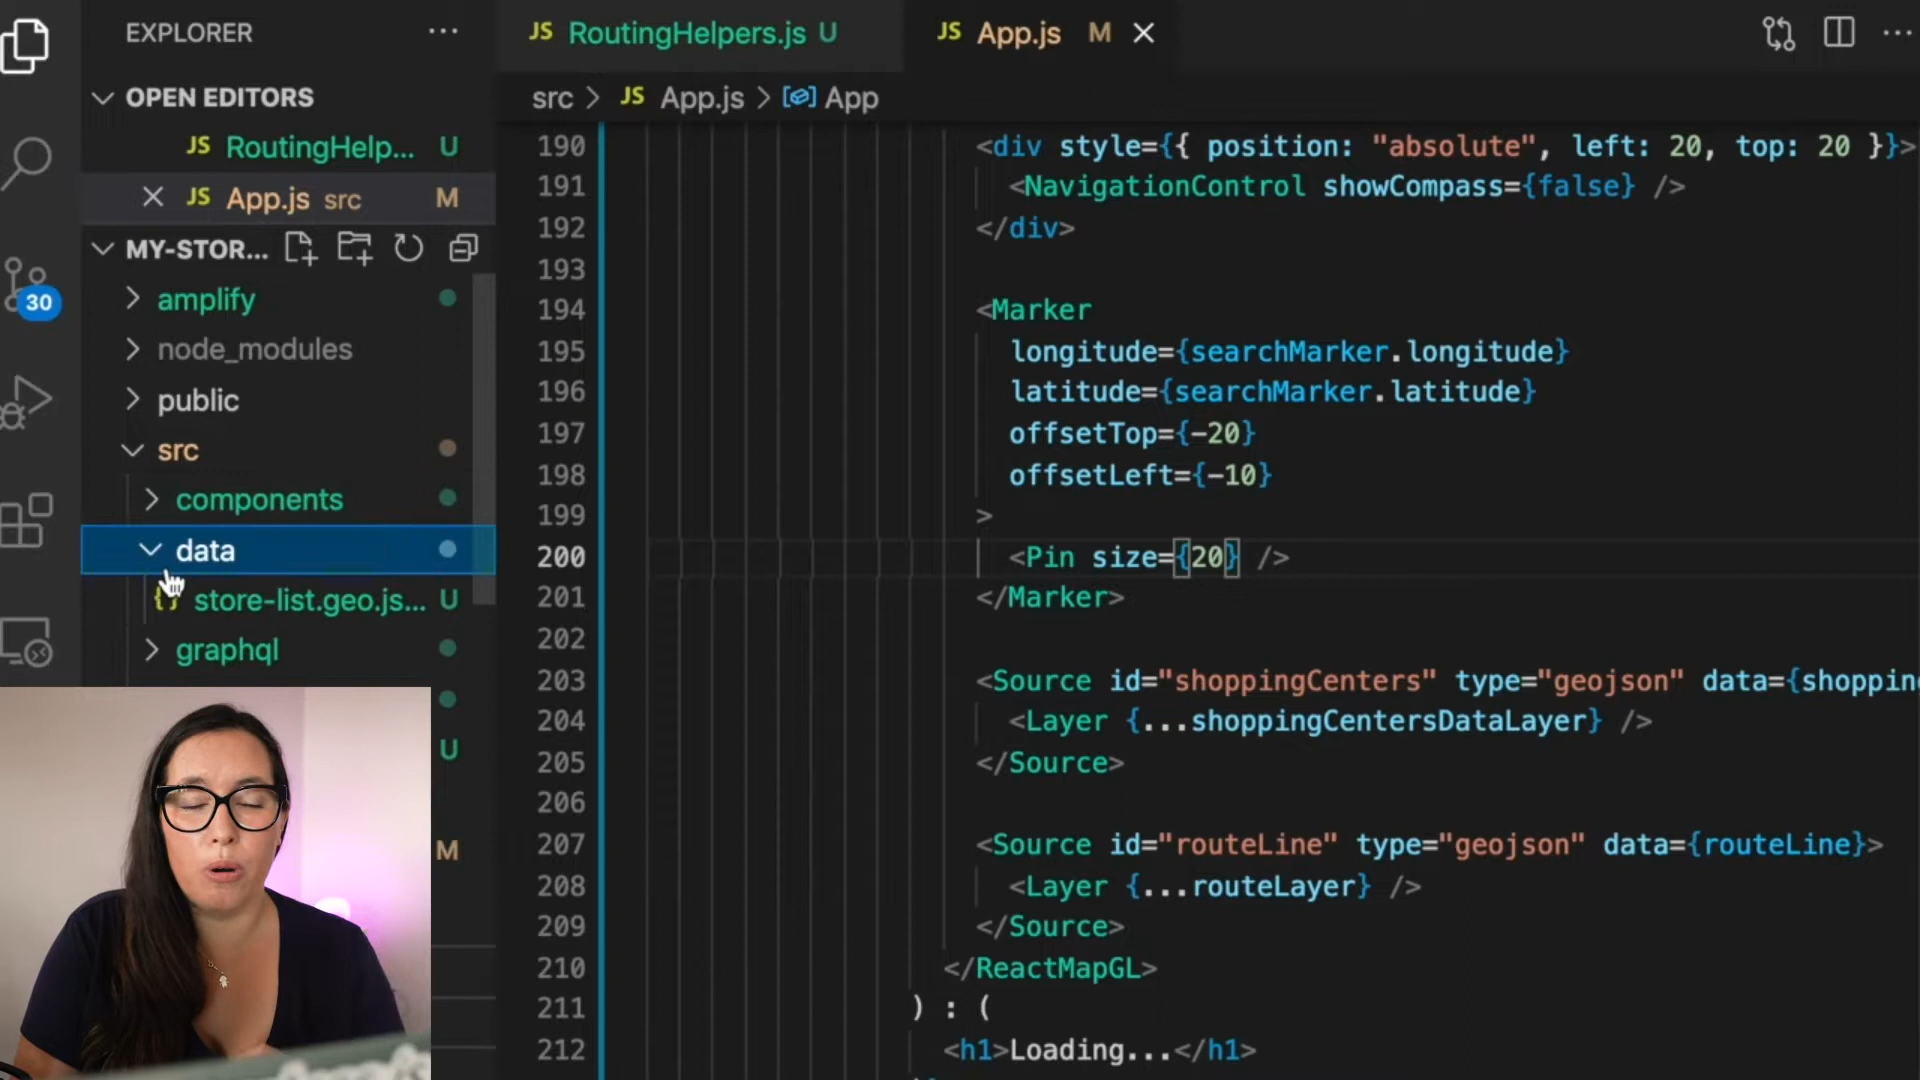 EXPLORER ...
OPEN EDITORS
JS RoutingHelp... U
JS App.js src M
MY-STOR...
amplify
30
node_modules
public
src
components
data
{} store-list.geo.js... U
graphql
U
M
JS RoutingHelpers.js U
JS App.js M
src > JS App.js > App
190 <div style={{ position: "absolute", left: 20, top: 20 }}>
191 <NavigationControl showCompass={false} />
192 </div>
193
194 <Marker
195 longitude={searchMarker.longitude}
196 latitude={searchMarker.latitude}
197 offsetTop={-20}
198 offsetLeft={-10}
199 >
200 <Pin size={20} />
201 </Marker>
202
203 <Source id="shoppingCenters" type="geojson" data={shopping
204 <Layer {...shoppingCentersDataLayer} />
205 </Source>
206
207 <Source id="routeLine" type="geojson" data={routeLine}>
208 <Layer {...routeLayer} />
209 </Source>
210 </ReactMapGL>
211 ) : (
212 <h1>Loading...</h1>